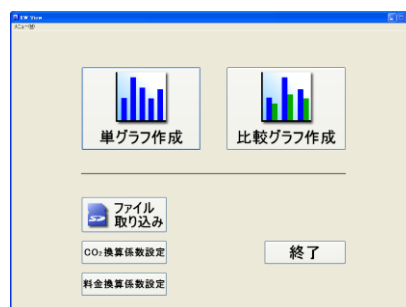 KW View
メニュー(M)
単グラフ作成
比較グラフ作成
ファイル
取り込み
CO₂換算係数設定
終了
料金換算係数設定